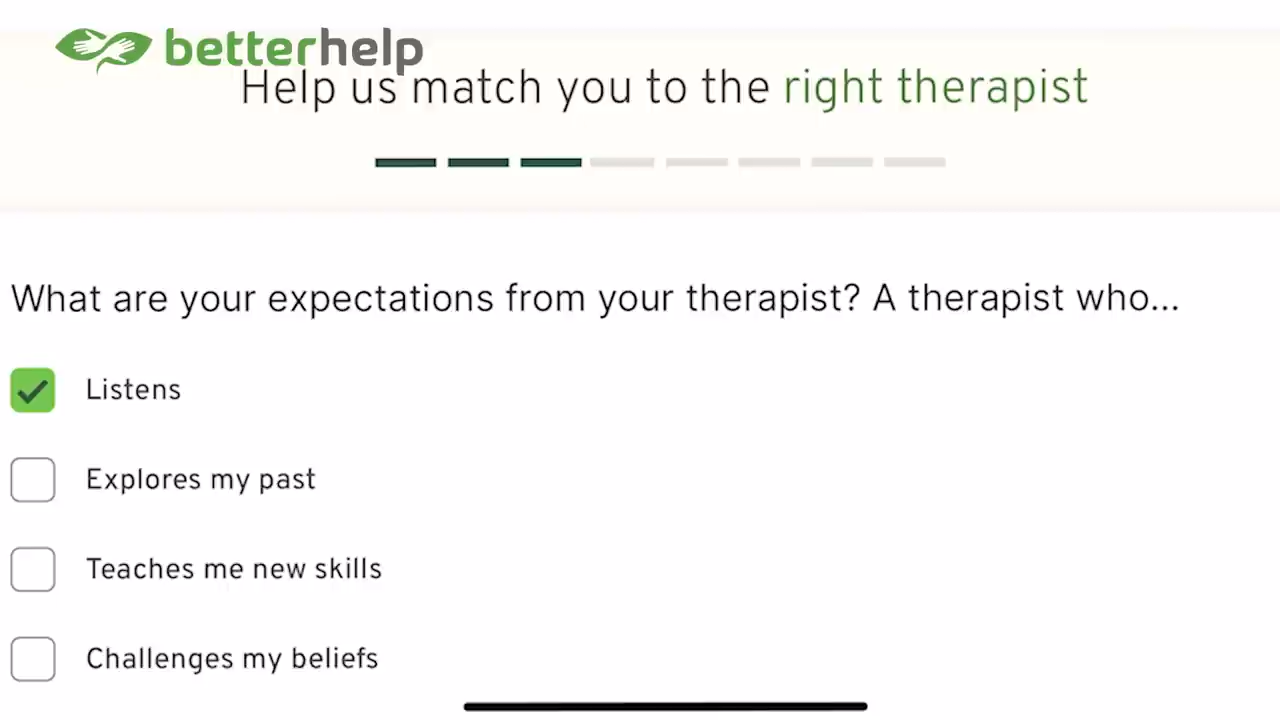 betterhelp
Help us match you to the right therapist
What are your expectations from your therapist? A therapist who...
Listens
Explores my past
Teaches me new skills
Challenges my beliefs